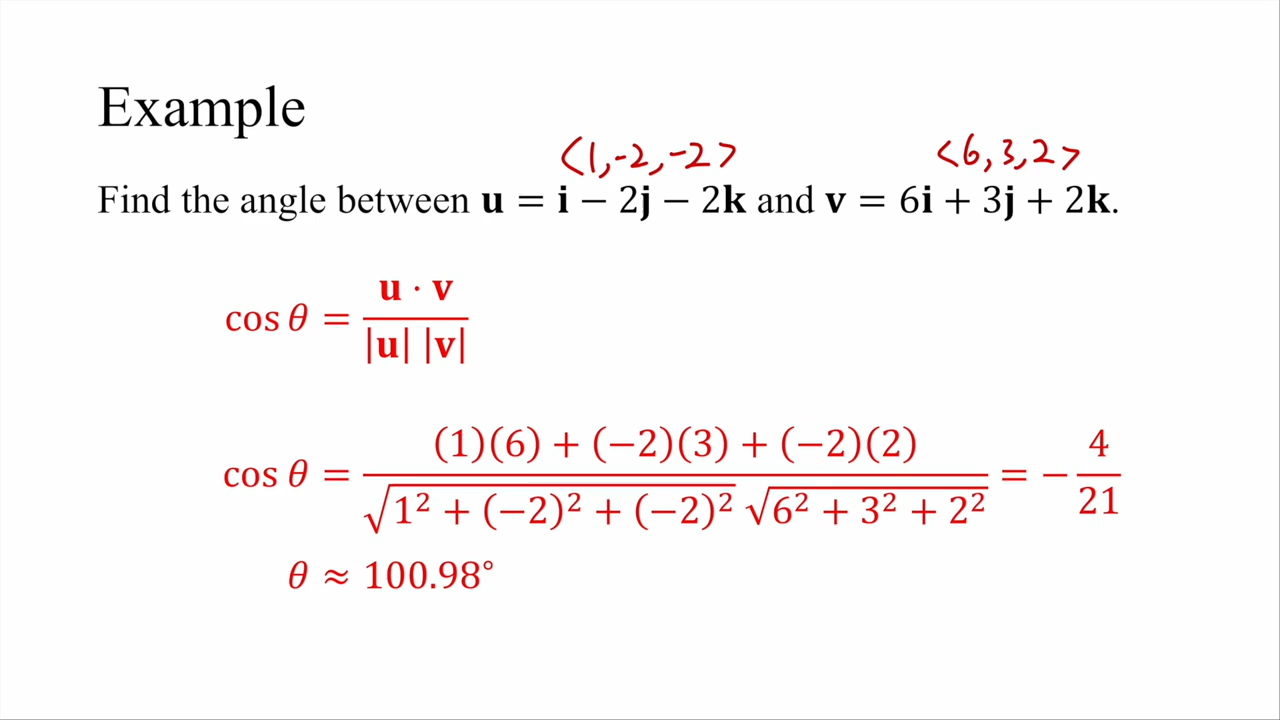 Example
<1,-2,-2> <6,3,2>
Find the angle between u = i − 2j − 2k and v = 6i + 3j + 2k.
cos θ = u · v / |u| |v|
cos θ = (1)(6) + (−2)(3) + (−2)(2) / √1² + (−2)² + (−2)² √6² + 3² + 2² = − 4 / 21
θ ≈ 100.98°